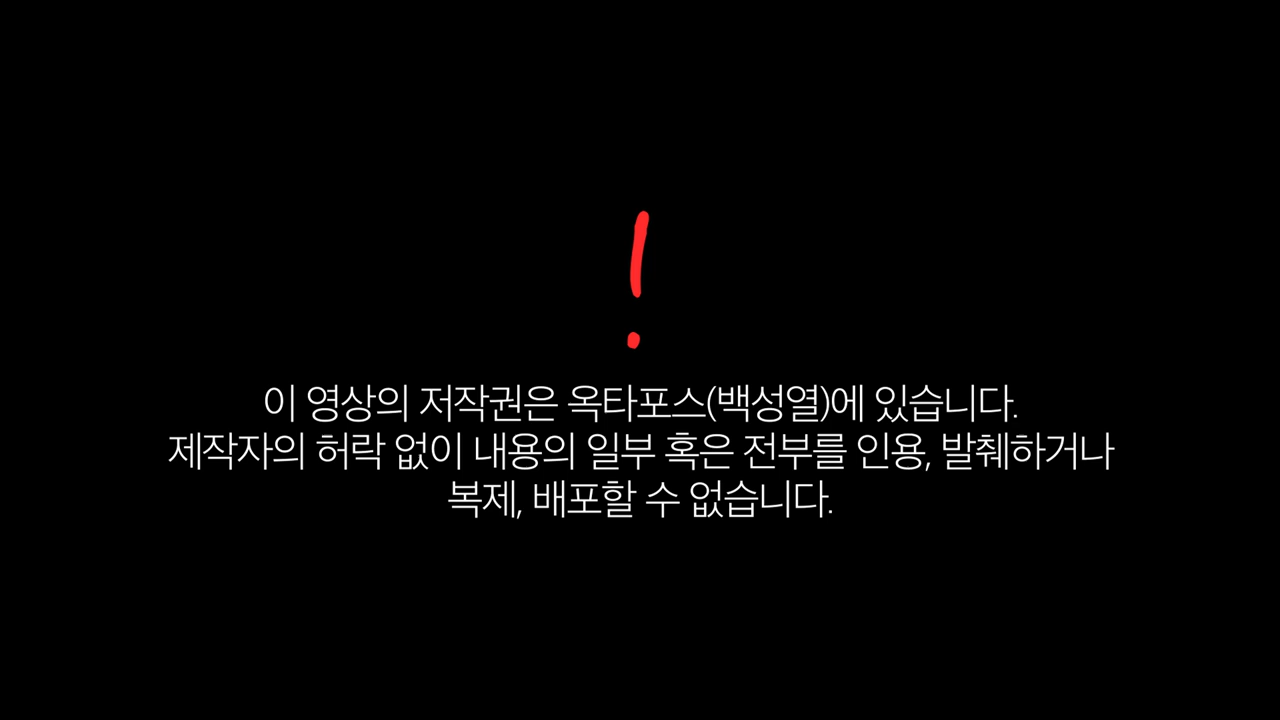 !
이 영상의 저작권은 옥타포스(백성열)에 있습니다.
제작자의 허락 없이 내용의 일부 혹은 전부를 인용, 발췌하거나
복제, 배포할 수 없습니다.